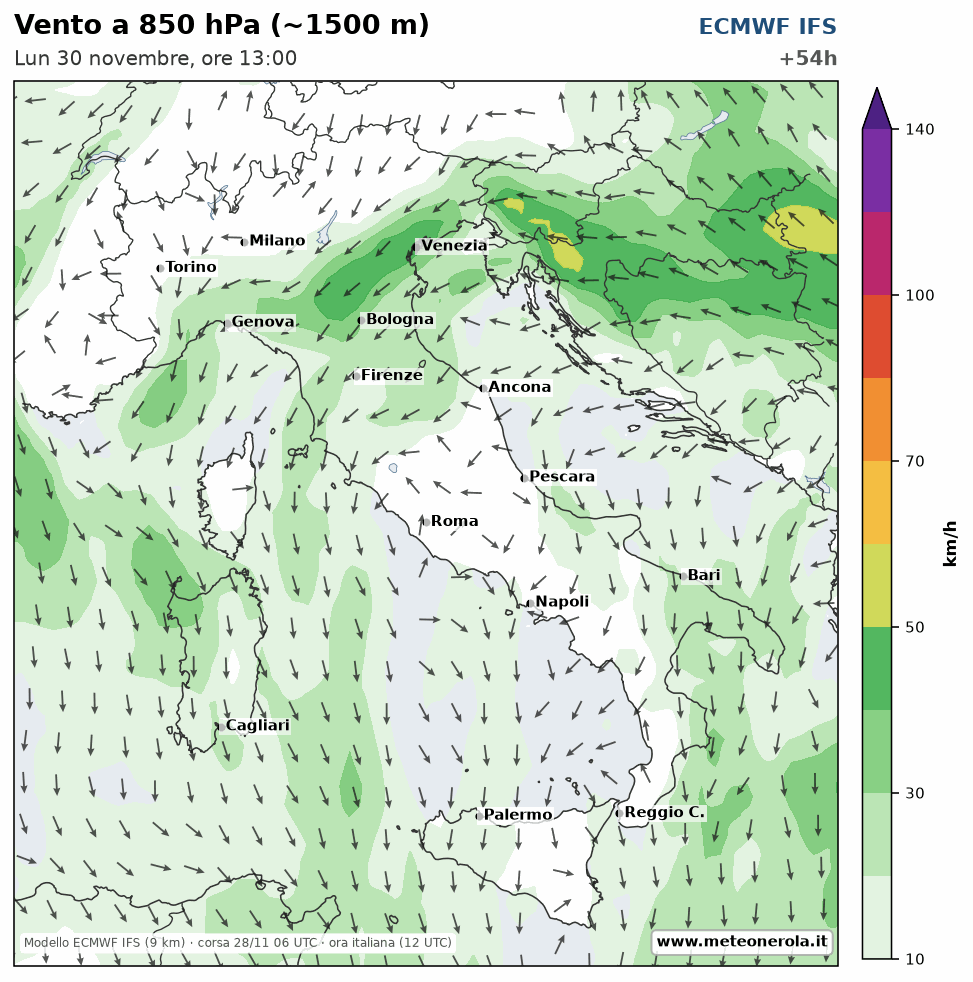 Vento a 850 hPa (~1500 m)
ECMWF IFS
Lun 30 novembre, ore 13:00
+54h
140
Milano
Venezia
Torino
100
Genova
Bologna
Firenze
Ancona
70
Pescara
Roma
km/h
Bari
Napoli
50
Cagliari
30
Palermo
Reggio C.
Modello ECMWF IFS (9 km) · corsa 28/11 06 UTC · ora italiana (12 UTC)
www.meteonerola.it
10